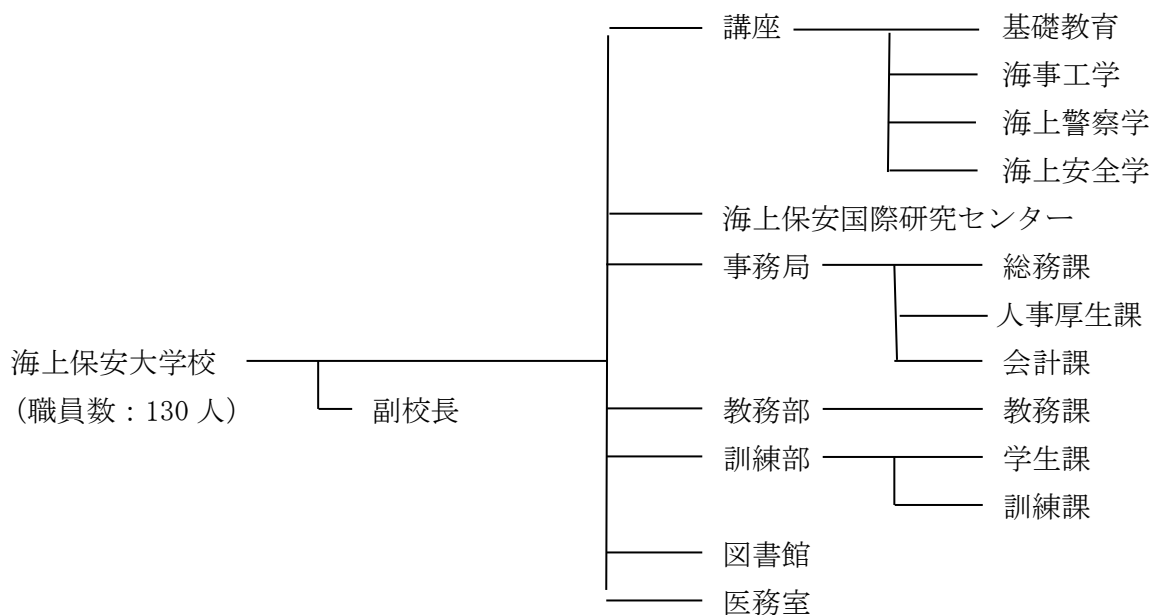 講座 基礎教育
海事工学
海上警察学
海上安全学
海上保安国際研究センター
事務局 総務課
人事厚生課
海上保安大学校 会計課
(職員数：130 人) 副校長 教務部 教務課
訓練部 学生課
訓練課
図書館
医務室